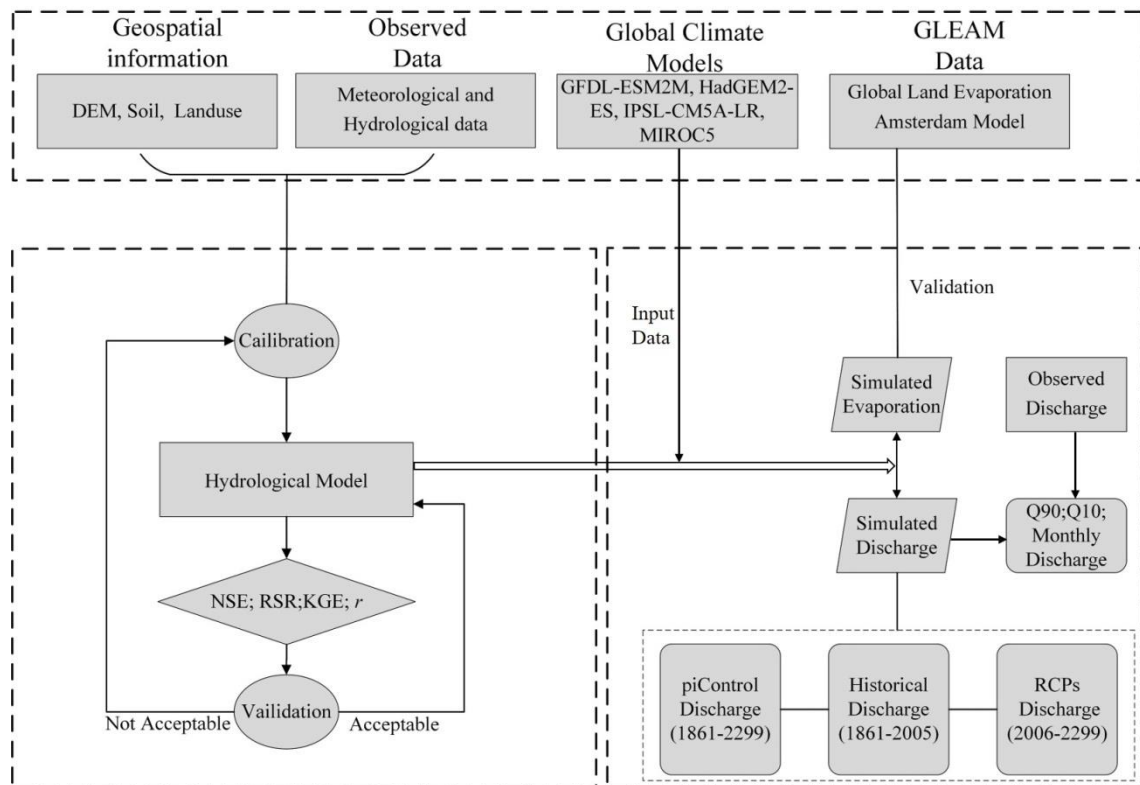 Geospatial
information
DEM, Soil, Landuse
Observed
Data
Meteorological and
Hydrological data
Global Climate
Models
GFDL-ESM2M, HadGEM2-
ES, IPSL-CM5A-LR,
MIROC5
GLEAM
Data
Global Land Evaporation
Amsterdam Model
Cailibration
Hydrological Model
NSE; RSR;KGE; r
Vailidation
Not Acceptable
Acceptable
Input
Data
Validation
Simulated
Evaporation
Observed
Discharge
Simulated
Discharge
Q90;Q10;
Monthly
Discharge
piControl
Discharge
(1861-2299)
Historical
Discharge
(1861-2005)
RCPs
Discharge
(2006-2299)